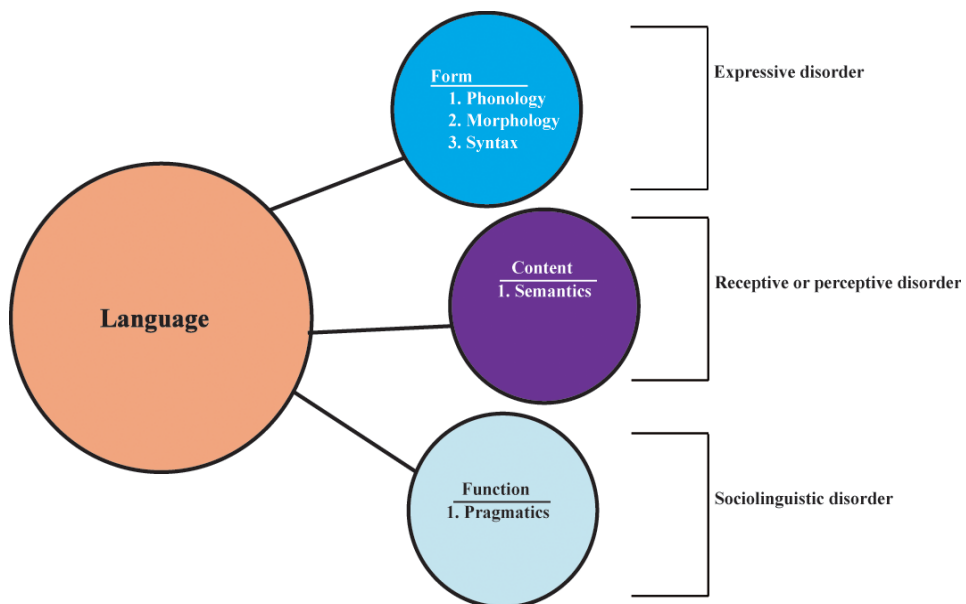 Form
1. Phonology
2. Morphology
3. Syntax
Expressive disorder
Language
Content
1. Semantics
Receptive or perceptive disorder
Function
1. Pragmatics
Sociolinguistic disorder